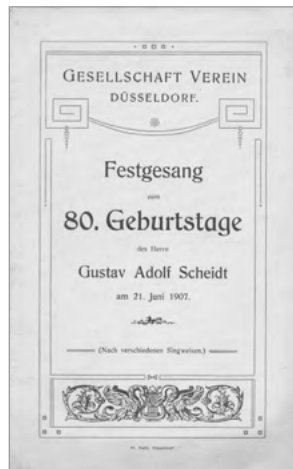 GESELLSCHAFT VEREIN
DÜSSELDORF.
Festgesang
zum
80. Geburtstage
des Herrn
Gustav Adolf Scheidt
am 21. Juni 1907.
(Nach verschiedenen Singweisen.)